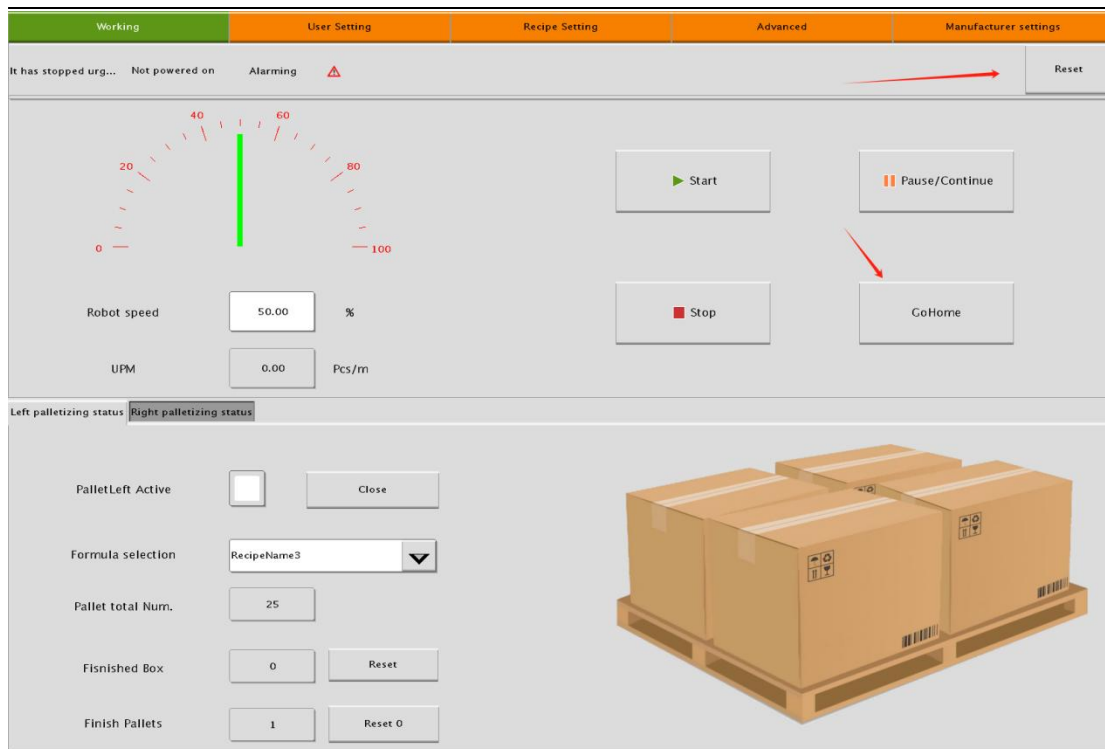 Working User Setting Recipe Setting Advanced Manufacturer settings
It has stopped urg... Not powered on Alarming Reset
40 60
20 80
0 100
Start Pause/Continue
Robot speed 50.00 % Stop GoHome
UPM 0.00 Pcs/m
Left palletizing status Right palletizing status
PalletLeft Active Close
Formula selection RecipeName3
Pallet total Num. 25
Fisnished Box 0 Reset
Finish Pallets 1 Reset 0